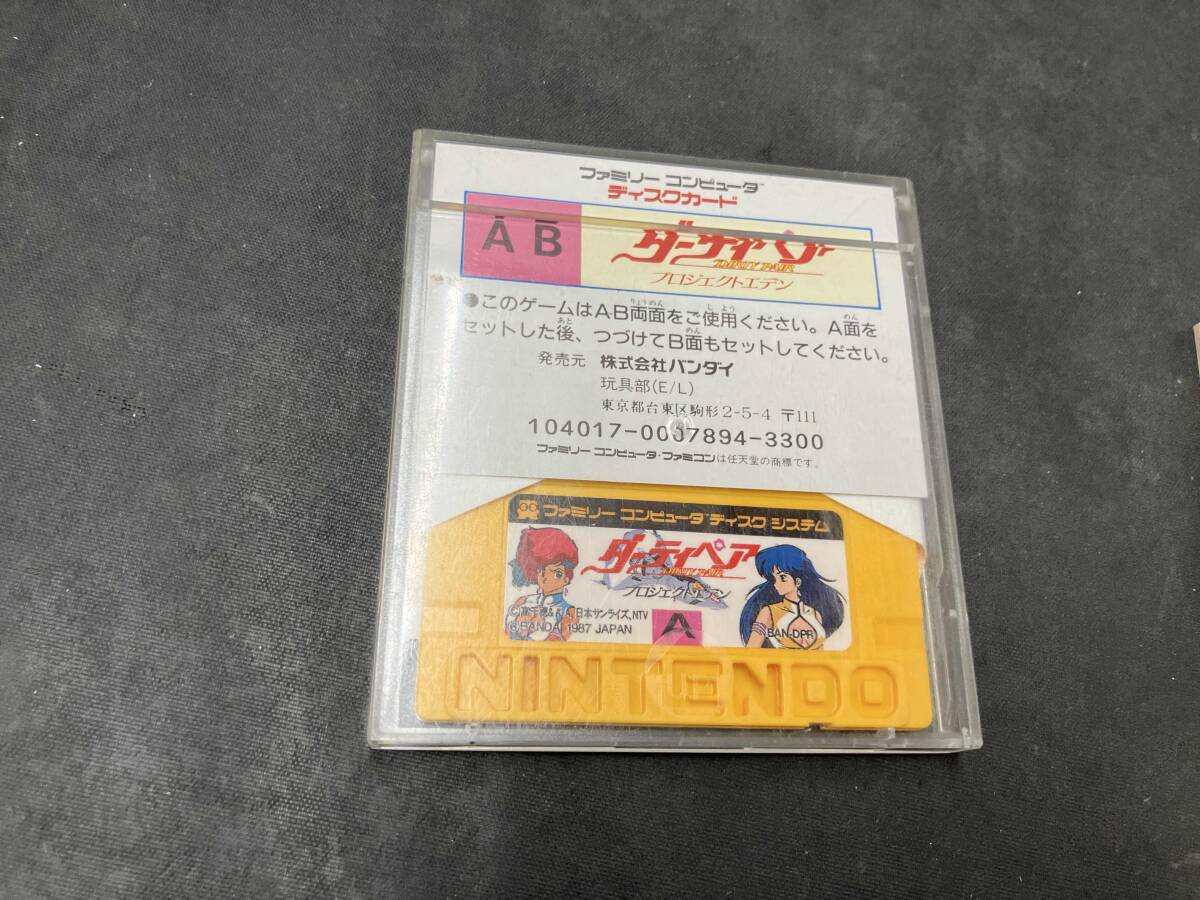 ファミリー コンピュータ™
ディスクカード
A B
ダーティペア
DIRTY PAIR
プロジェクトエデン
●このゲームはA・B両面をご使用ください。A面を
セットした後、つづけてB面もセットしてください。
発売元 株式会社バンダイ
玩具部(E/L)
東京都台東区駒形2-5-4 〒111
104017-0007894-3300
ファミリー コンピュータ・ファミコンは任天堂の商標です。
ファミリー コンピュータ™ ディスク システム
ダーティペア
DIRTY PAIR
プロジェクトエデン
日本サンライズ,NTV
BANDAI 1987 JAPAN
A
BAN-DPR
NINTENDO